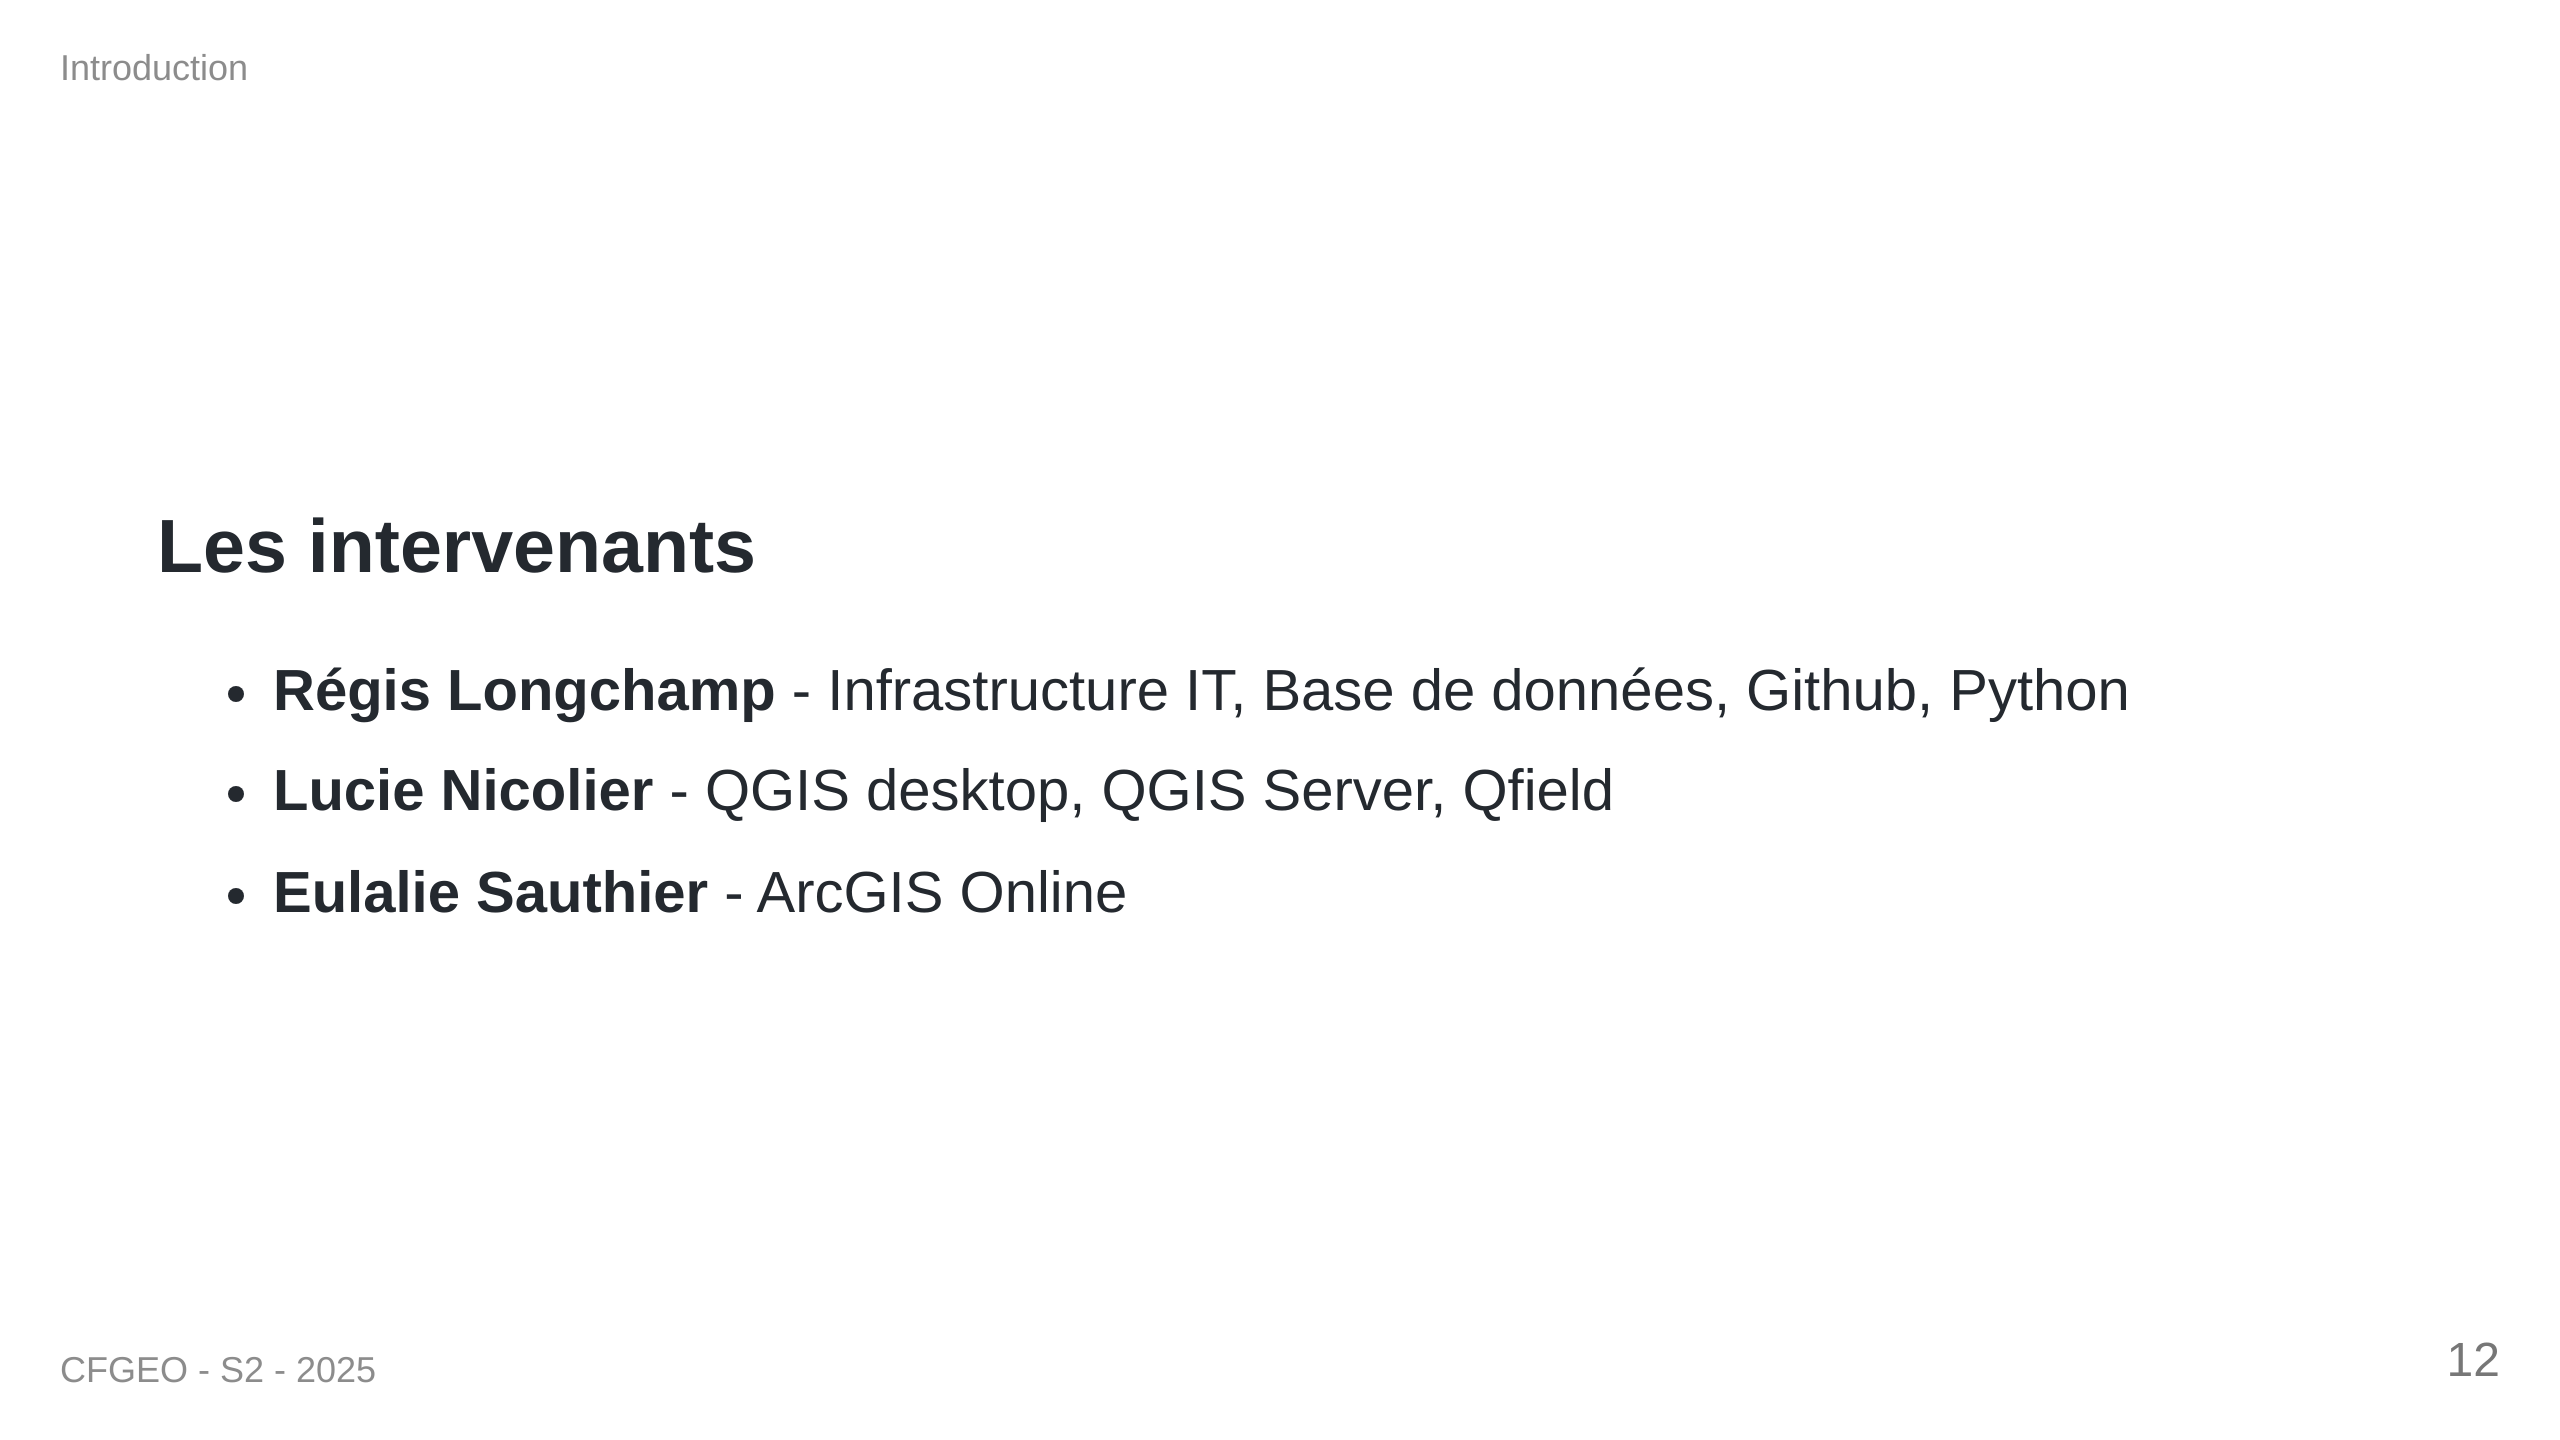 Introduction
Les intervenants
• Régis Longchamp - Infrastructure IT, Base de données, Github, Python
• Lucie Nicolier - QGIS desktop, QGIS Server, Qfield
• Eulalie Sauthier - ArcGIS Online
CFGEO - S2 - 2025
12